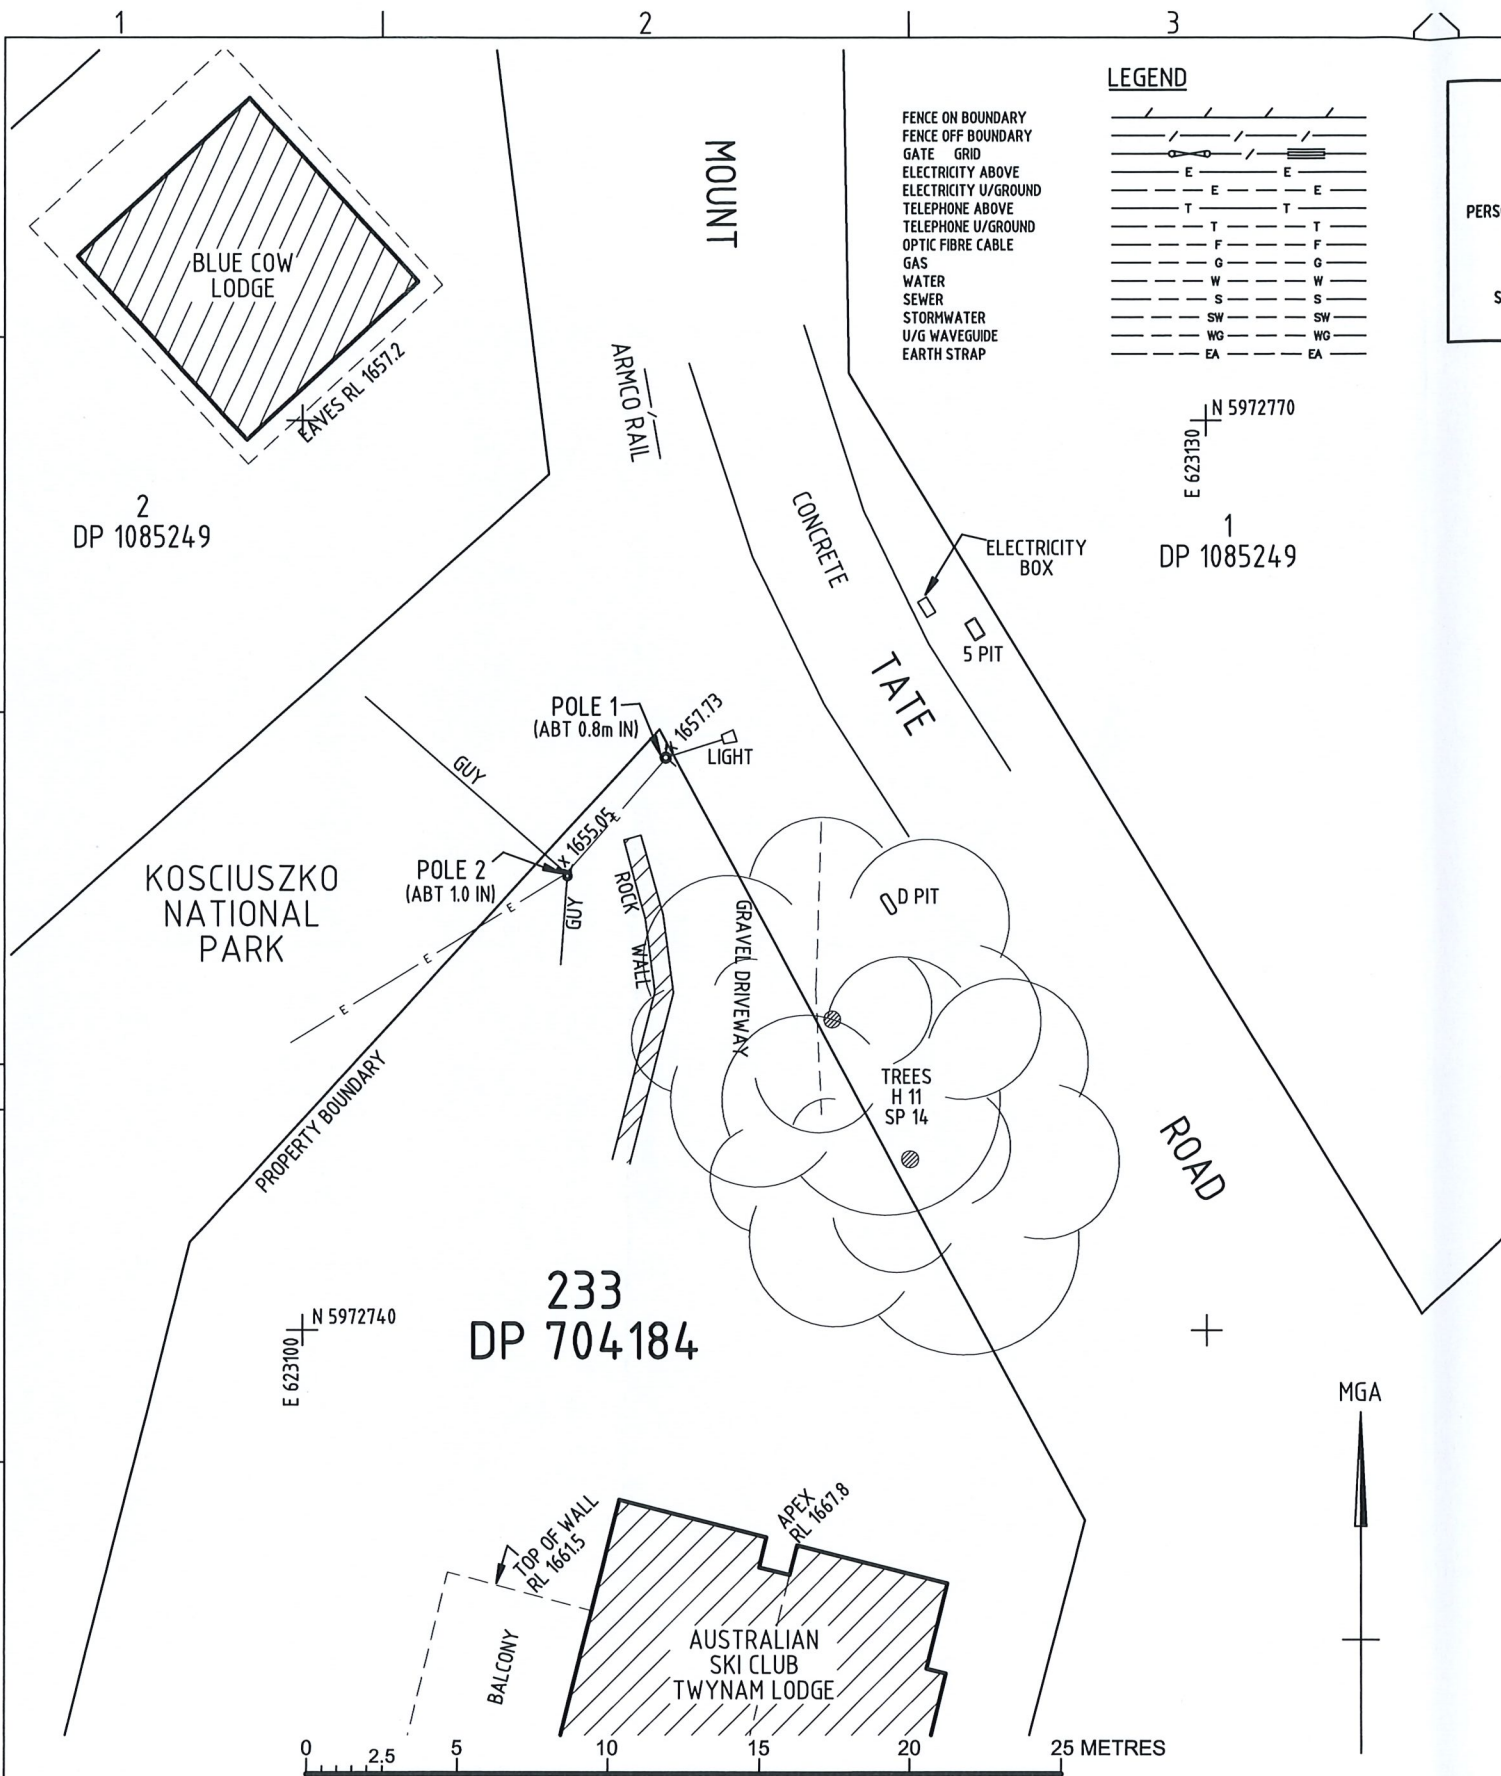 1
2
3
LEGEND
FENCE ON BOUNDARY
FENCE OFF BOUNDARY
GATE GRID
ELECTRICITY ABOVE
E E
ELECTRICITY U/GROUND
E E
TELEPHONE ABOVE
T T
TELEPHONE U/GROUND
T T
OPTIC FIBRE CABLE
F F
GAS
G G
WATER
W W
SEWER
S S
STORMWATER
SW SW
U/G WAVEGUIDE
WG WG
EARTH STRAP
EA EA
PERS
S
MOUNT
BLUE COW
LODGE
EAVES RL 1657.2
ARMCO RAIL
N 5972770
E 623130
2
DP 1085249
1
DP 1085249
CONCRETE
ELECTRICITY
BOX
5 PIT
TATE
POLE 1
(ABT 0.8m IN)
X 1657.73
LIGHT
GUY
X 1655.05
E
POLE 2
(ABT 1.0 IN)
GUY
E
E
E
KOSCIUSZKO
NATIONAL
PARK
ROCK
WALL
GRAVEL DRIVEWAY
D PIT
TREES
H 11
SP 14
PROPERTY BOUNDARY
ROAD
233
DP 704184
N 5972740
E 623100
MGA
TOP OF WALL
RL 1661.5
APEX
RL 1667.8
BALCONY
AUSTRALIAN
SKI CLUB
TWYNAM LODGE
0 2.5 5 10 15 20 25 METRES